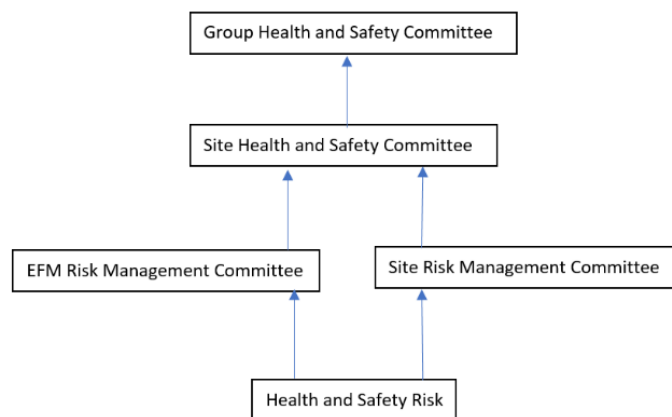 Group Health and Safety Committee
Site Health and Safety Committee
EFM Risk Management Committee
Site Risk Management Committee
Health and Safety Risk